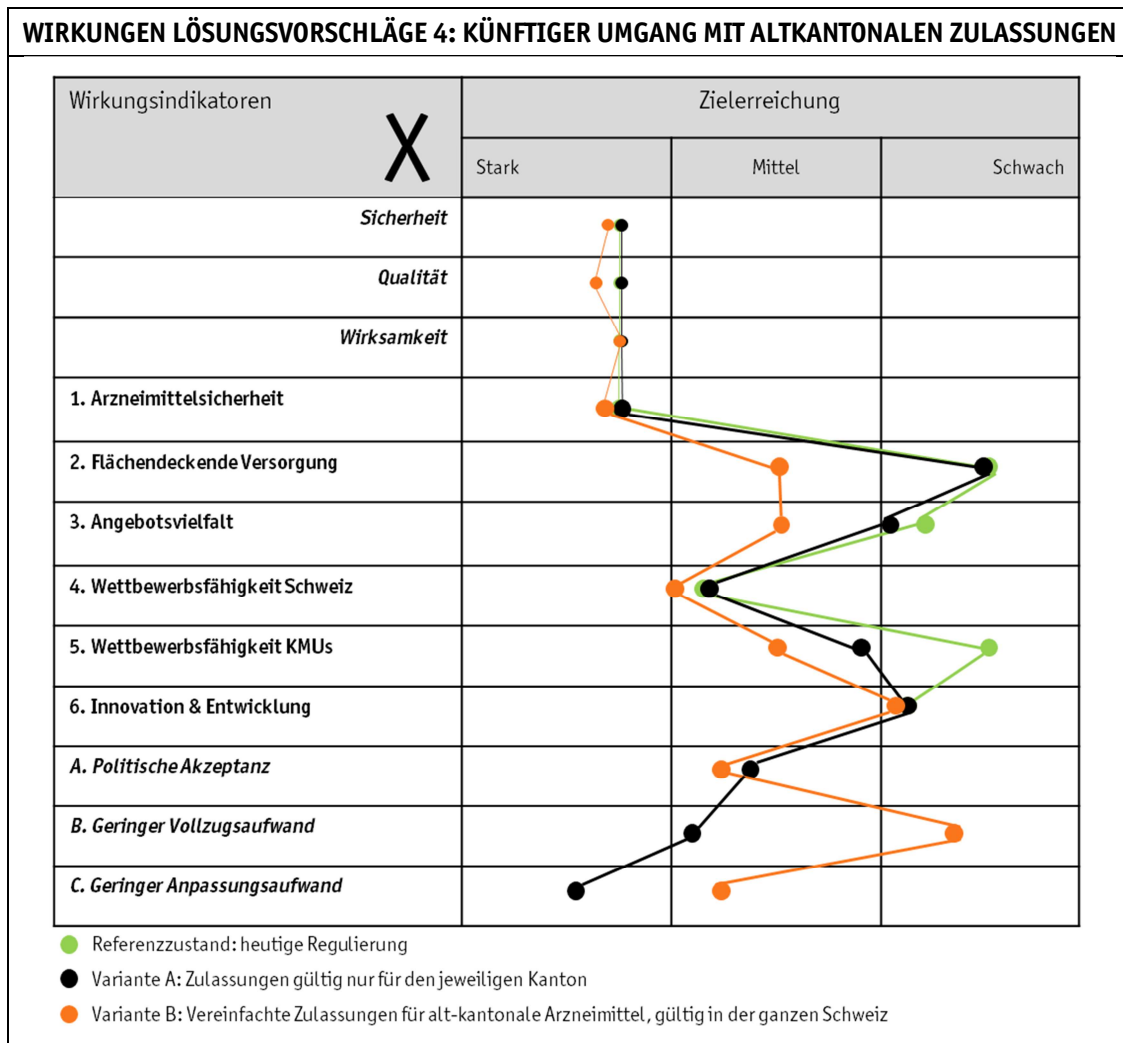 WIRKUNGEN LÖSUNGSVORSCHLÄGE 4: KÜNFTIGER UMGANG MIT ALTKANTONALEN ZULASSUNGEN
Wirkungsindikatoren
X
Zielerreichung
Stark
Mittel
Schwach
Sicherheit
Qualität
Wirksamkeit
1. Arzneimittelsicherheit
2. Flächendeckende Versorgung
3. Angebotsvielfalt
4. Wettbewerbsfähigkeit Schweiz
5. Wettbewerbsfähigkeit KMUs
6. Innovation & Entwicklung
A. Politische Akzeptanz
B. Geringer Vollzugsaufwand
C. Geringer Anpassungsaufwand
Referenzzustand: heutige Regulierung
Variante A: Zulassungen gültig nur für den jeweiligen Kanton
Variante B: Vereinfachte Zulassungen für alt-kantonale Arzneimittel, gültig in der ganzen Schweiz